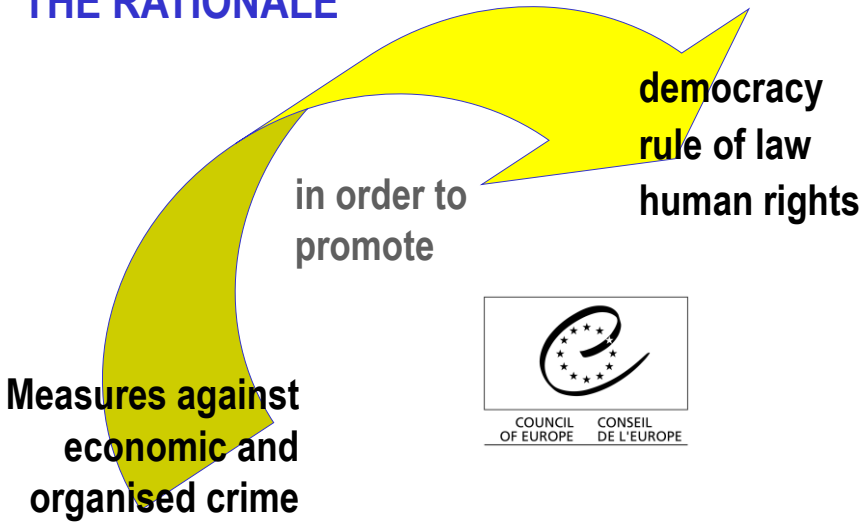 THE RATIONALE
democracy
rule of law
human rights
in order to
promote
COUNCIL CONSEIL
OF EUROPE DE L'EUROPE
Measures against
economic and
organised crime